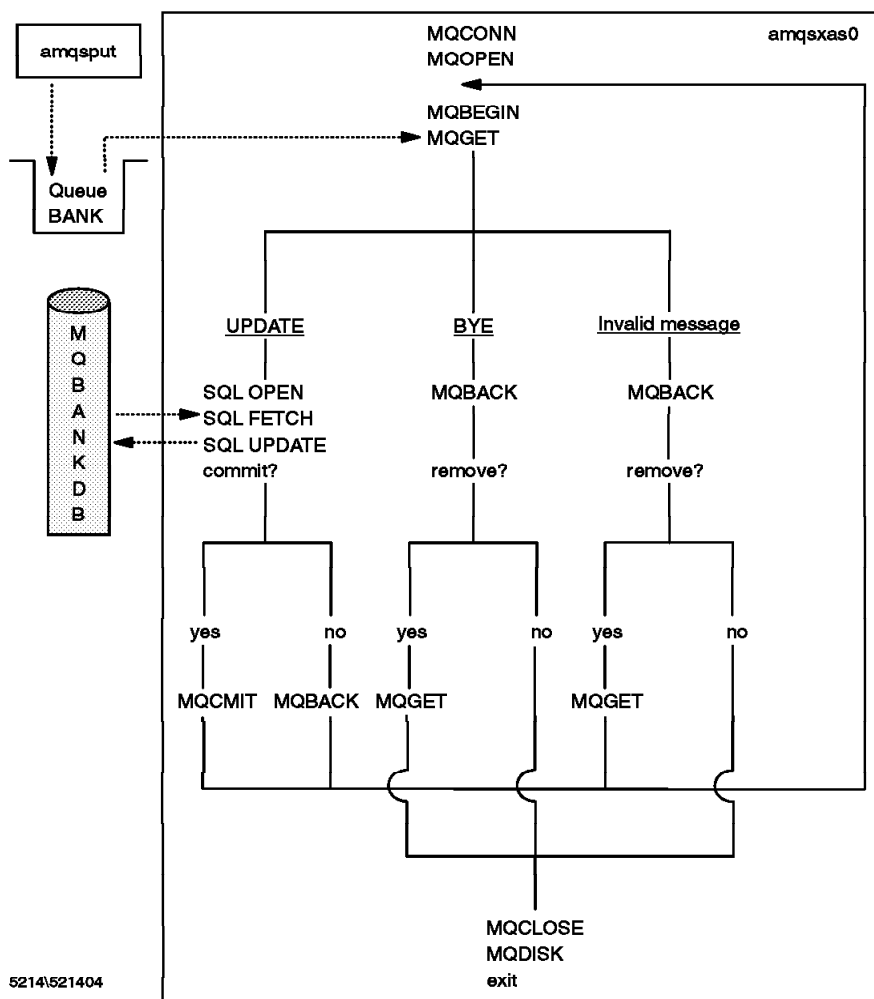 MQCONN
amqsxas0
amqsput
MQOPEN
MQBEGIN
MQGET
Queue
BANK
M
Q
B
A
N
K
D
B
UPDATE
BYE
Invalid message
SQL OPEN
SQL FETCH
SQL UPDATE
commit?
MQBACK
remove?
MQBACK
remove?
yes
no
yes
no
yes
no
MQCMIT
MQBACK
MQGET
MQGET
MQCLOSE
MQDISK
exit
5214\521404